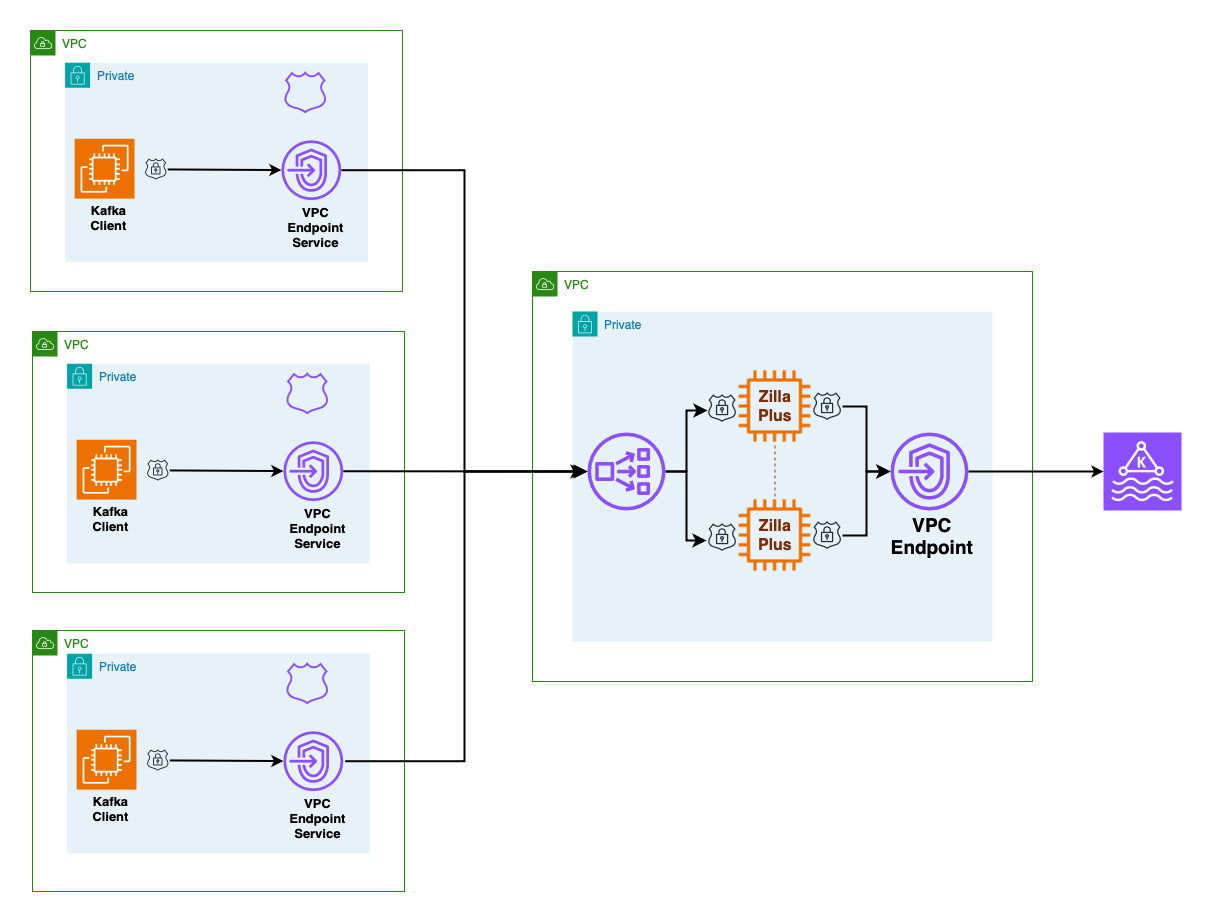 VPC
Private
Kafka
Client
VPC
Endpoint
Service
VPC
Private
Kafka
Client
VPC
Endpoint
Service
VPC
Private
Kafka
Client
VPC
Endpoint
Service
VPC
Private
Zilla
Plus
Zilla
Plus
VPC
Endpoint
K